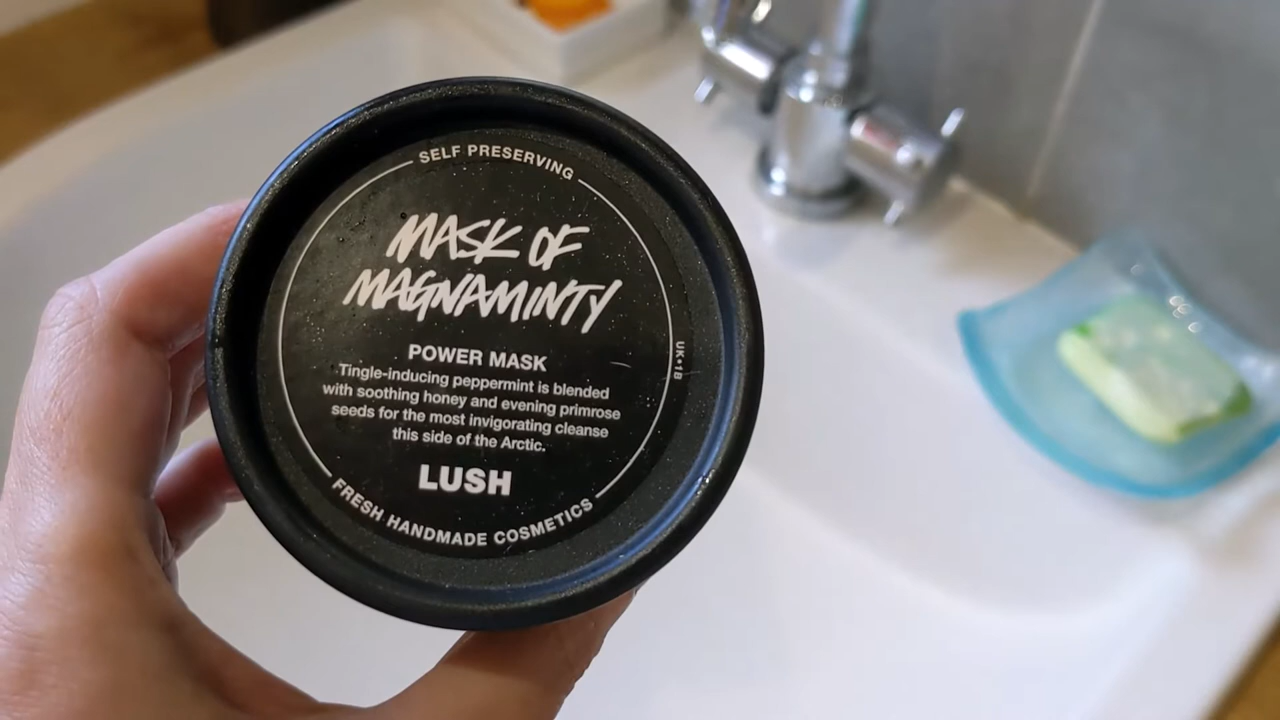 SELF PRESERVING
MASK OF
MAGNAMINTY
POWER MASK
Tingle-inducing peppermint is blended
with soothing honey and evening primrose
seeds for the most invigorating cleanse
this side of the Arctic.
LUSH
FRESH HANDMADE COSMETICS
UK•1B